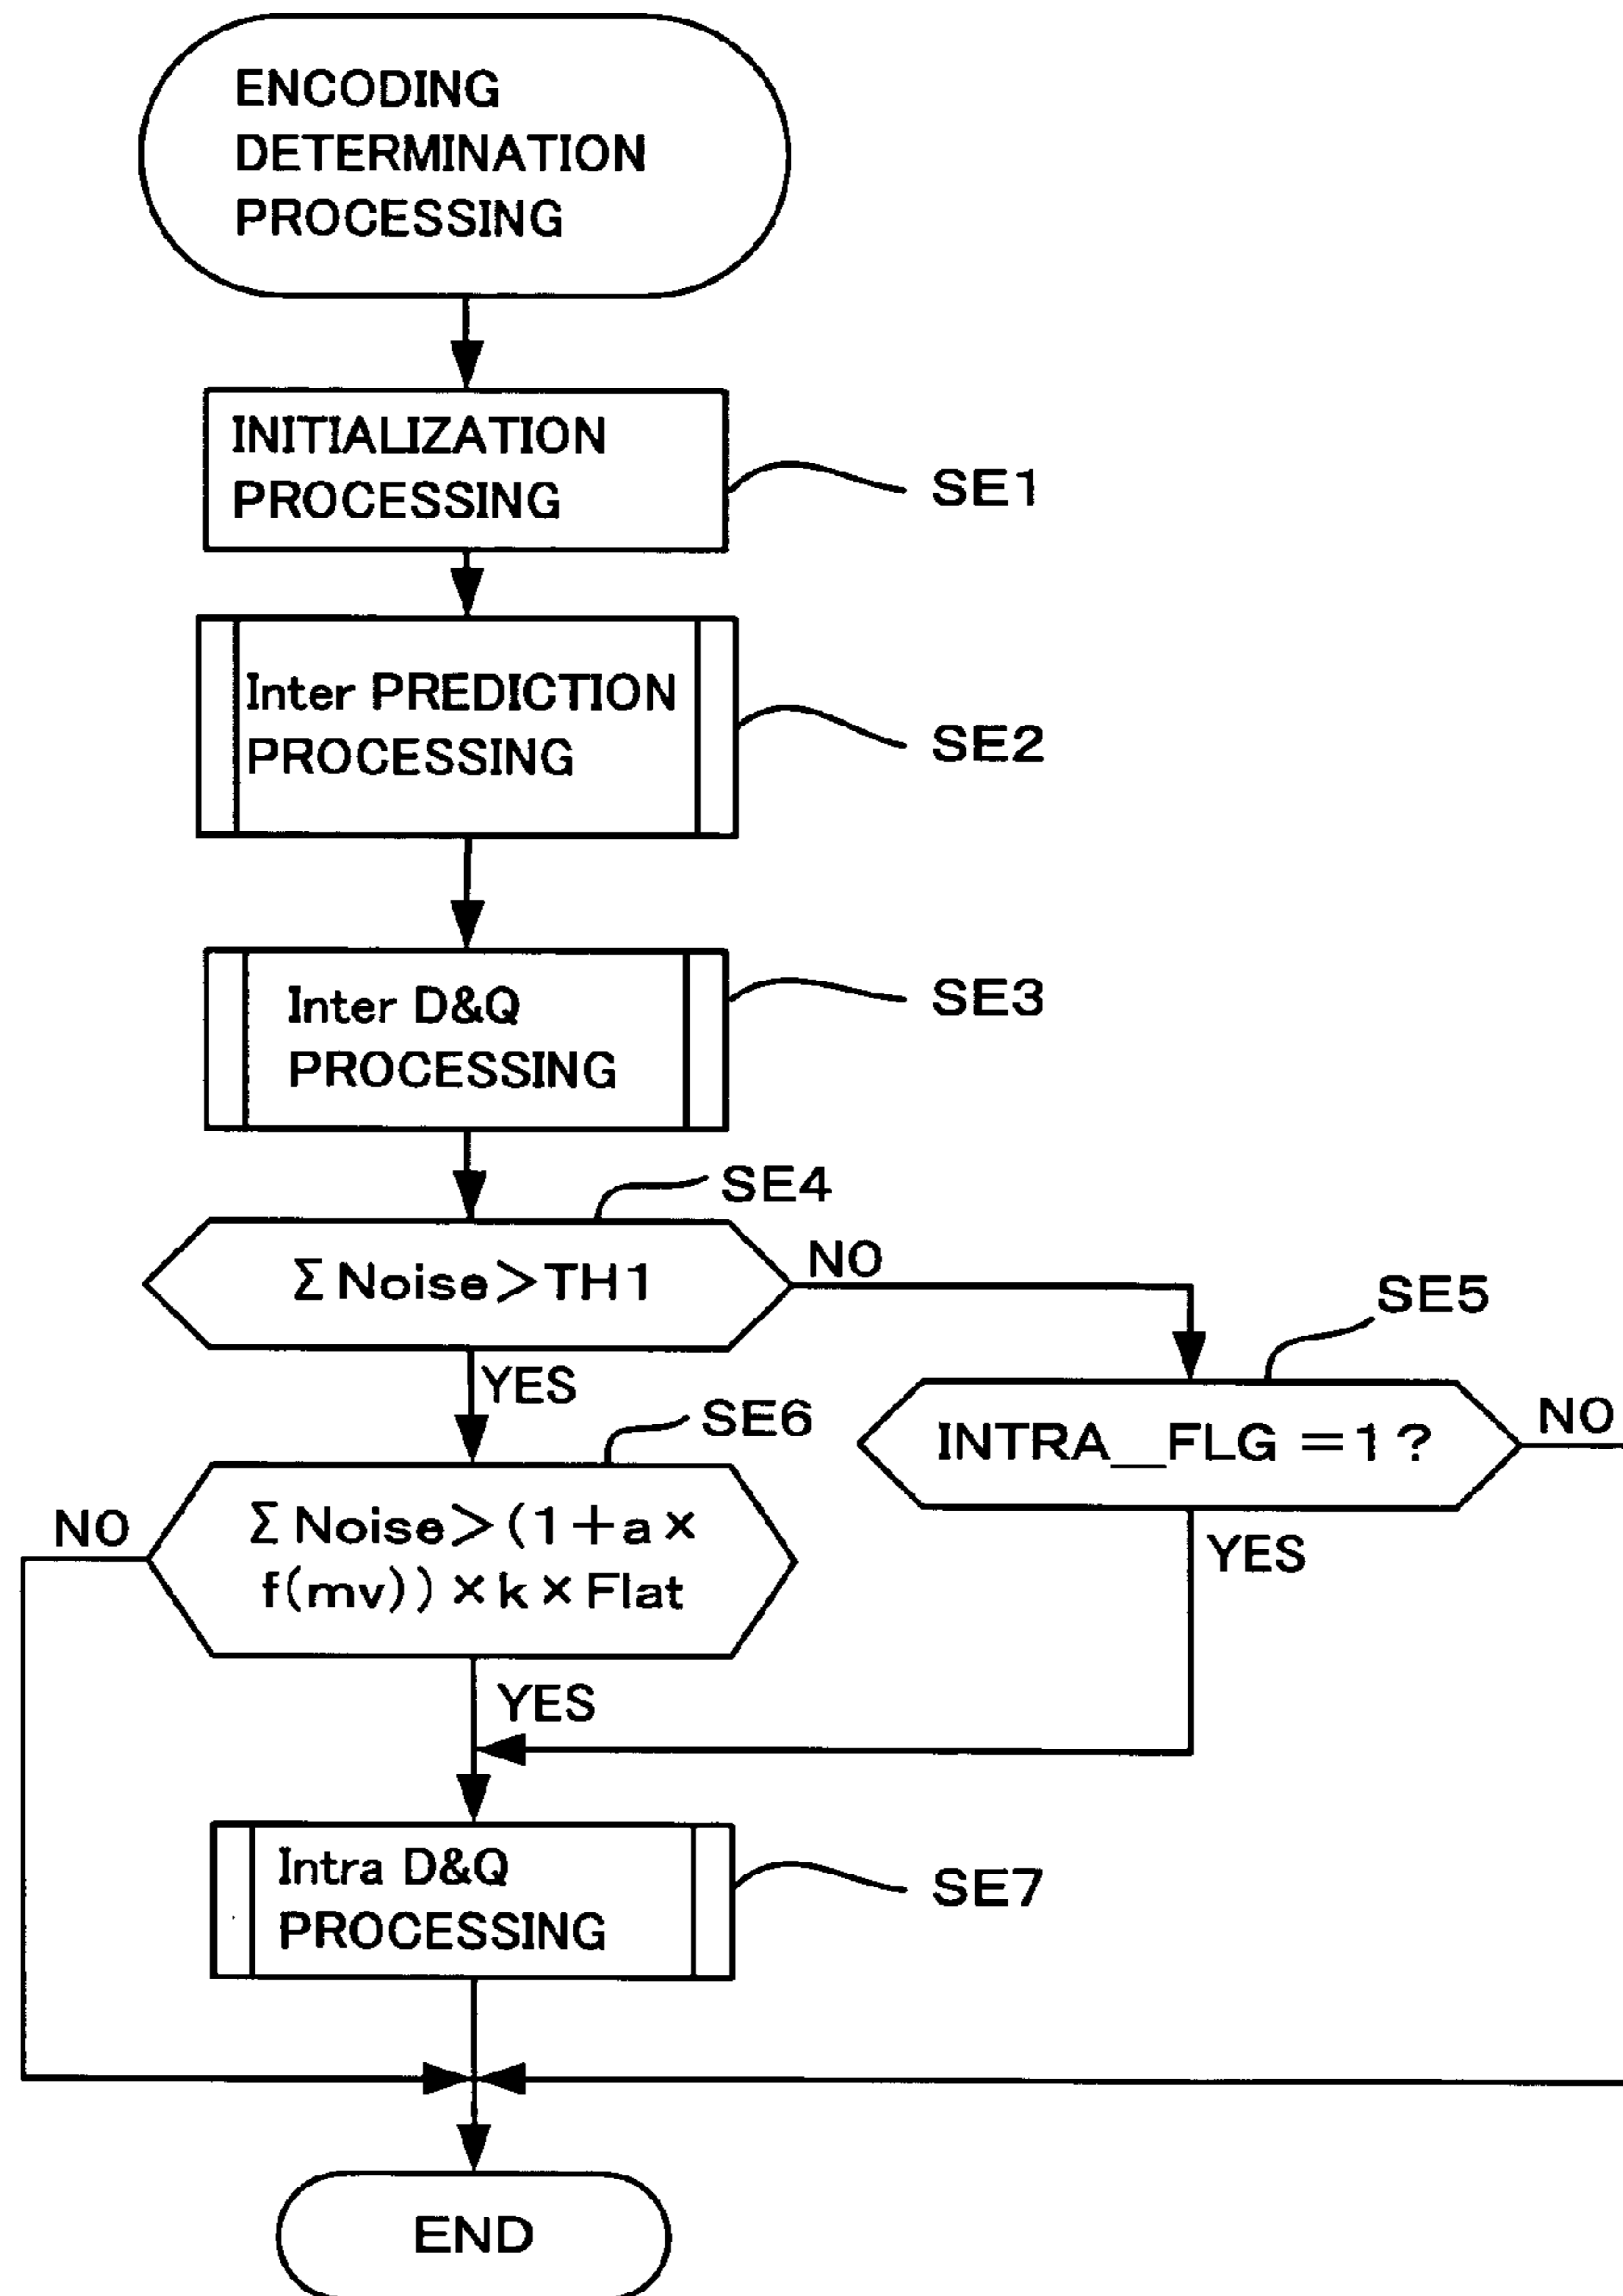 ENCODING
DETERMINATION
PROCESSING
INITIALIZATION
PROCESSING
SE1
Inter PREDICTION
PROCESSING
SE2
Inter D&Q
PROCESSING
SE3
SE4
Σ Noise>TH1
NO
YES
SE5
INTRA__FLG =1?
NO
YES
SE6
Σ Noise>(1+a×
f(mv))×k×Flat
NO
YES
Intra D&Q
PROCESSING
SE7
END